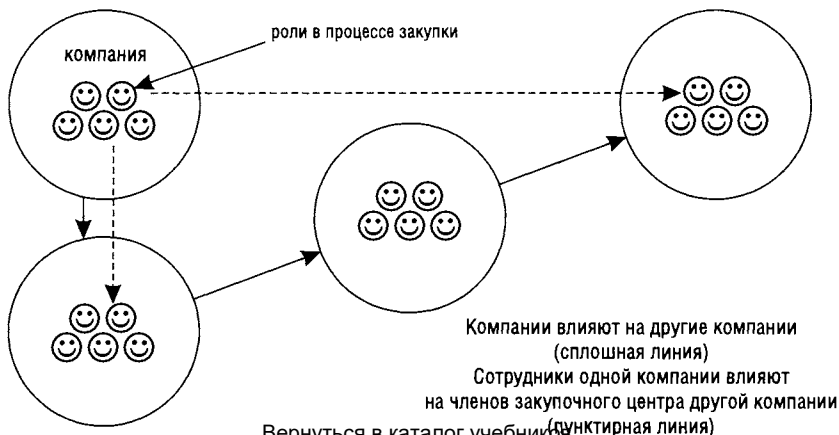 роли в процессе закупки
компания
Компании влияют на другие компании
(сплошная линия)
Сотрудники одной компании влияют
на членов закупочного центра другой компании
(пунктирная линия)
Вернуться в каталог учебников